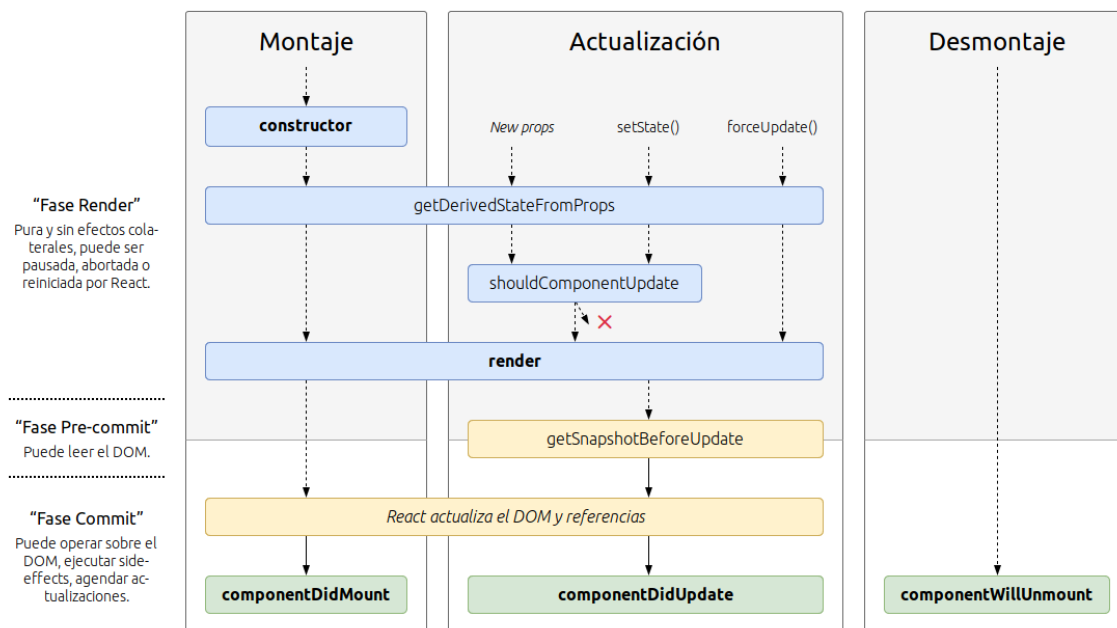 Montaje
Actualización
Desmontaje
constructor
New props
setState()
forceUpdate()
“Fase Render”
Pura y sin efectos cola-
terales, puede ser
pausada, abortada o
reiniciada por React.
getDerivedStateFromProps
shouldComponentUpdate
render
“Fase Pre-commit”
Puede leer el DOM.
getSnapshotBeforeUpdate
“Fase Commit”
Puede operar sobre el
DOM, ejecutar side-
effects, agendar ac-
tualizaciones.
React actualiza el DOM y referencias
componentDidMount
componentDidUpdate
componentWillUnmount